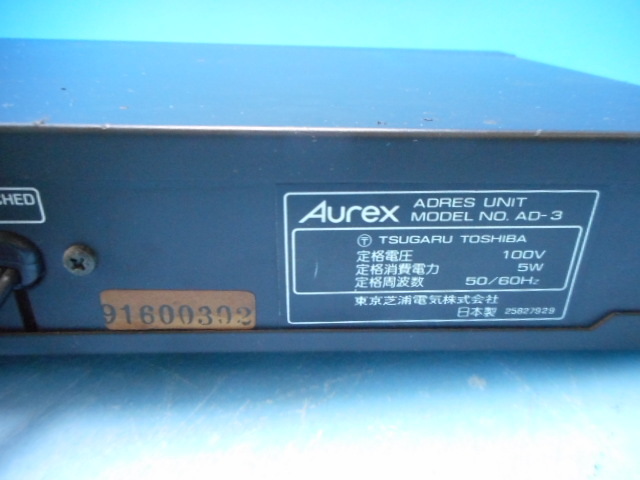 CHED
Aurex ADRES UNIT
MODEL NO. AD-3
〒 TSUGARU TOSHIBA
定格電圧 100V
定格消費電力 5W
定格周波数 50/60Hz
東京芝浦電気株式会社
日本製 25827929
91600302